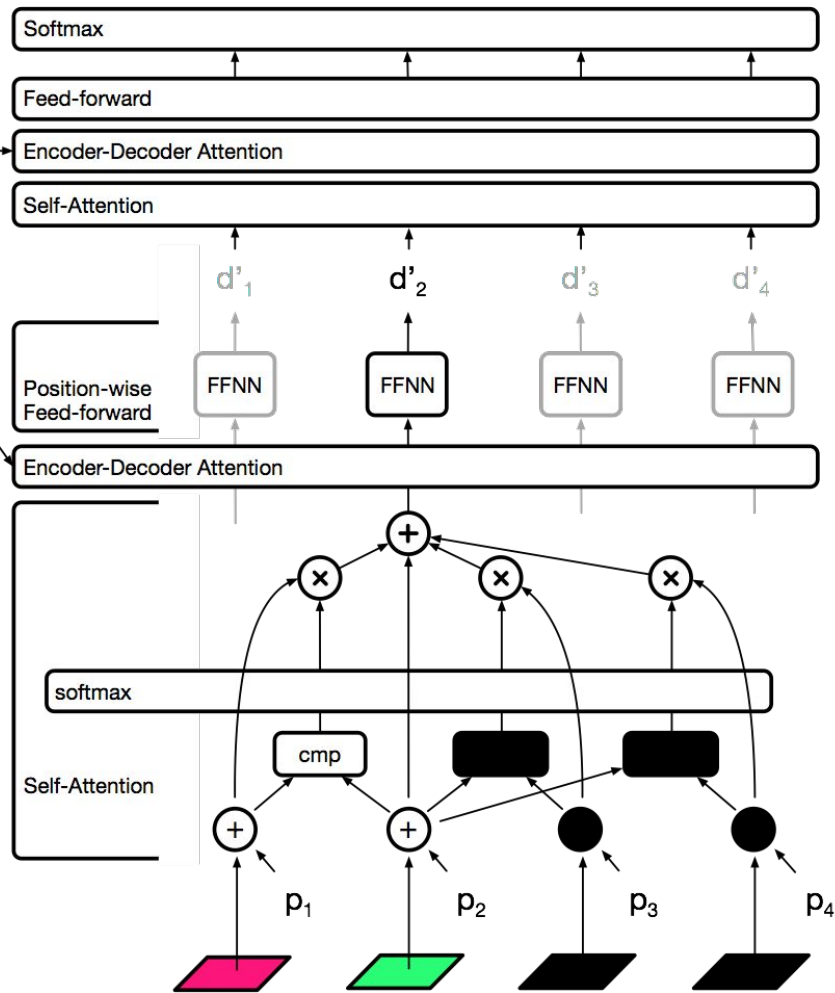 Softmax
Feed-forward
Encoder-Decoder Attention
Self-Attention
d’1 d’2 d’3 d’4
FFNN FFNN FFNN FFNN
Position-wise
Feed-forward
Encoder-Decoder Attention
+
× × ×
softmax
cmp
Self-Attention
+ +
p1 p2 p3 p4